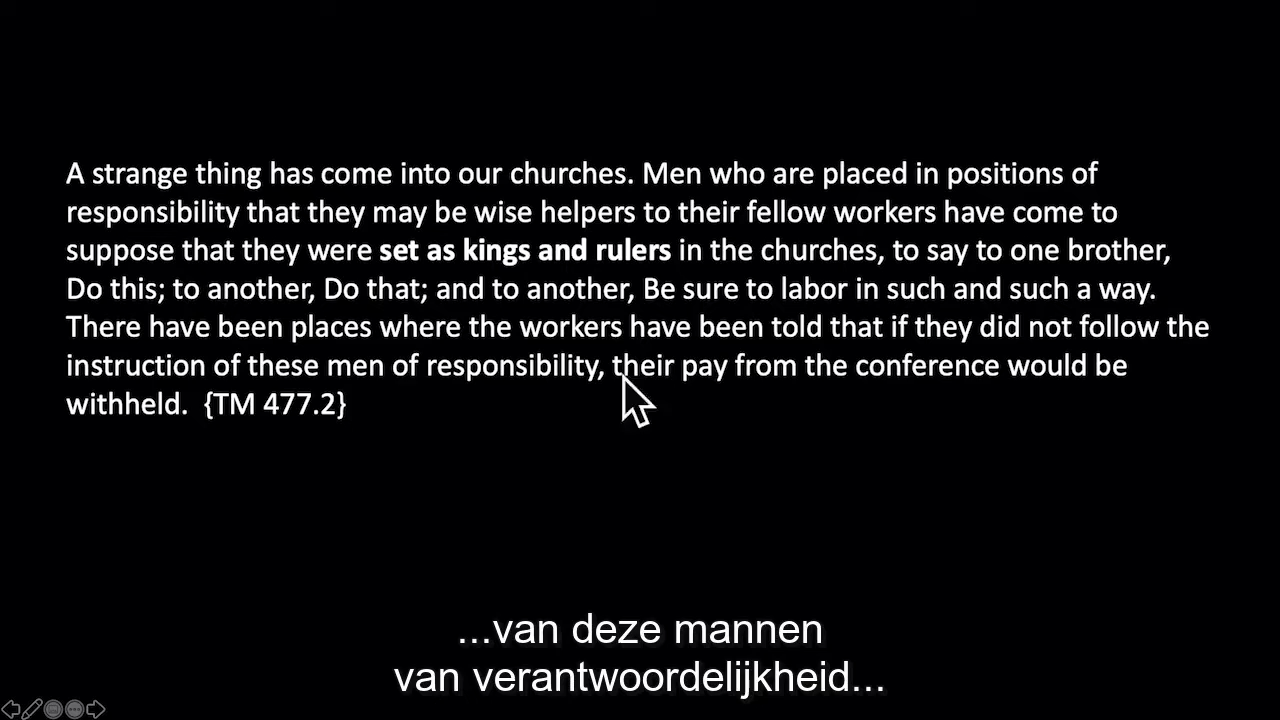 A strange thing has come into our churches. Men who are placed in positions of
responsibility that they may be wise helpers to their fellow workers have come to
suppose that they were set as kings and rulers in the churches, to say to one brother,
Do this; to another, Do that; and to another, Be sure to labor in such and such a way.
There have been places where the workers have been told that if they did not follow the
instruction of these men of responsibility, their pay from the conference would be
withheld.  {TM 477.2}
...van deze mannen
van verantwoordelijkheid...